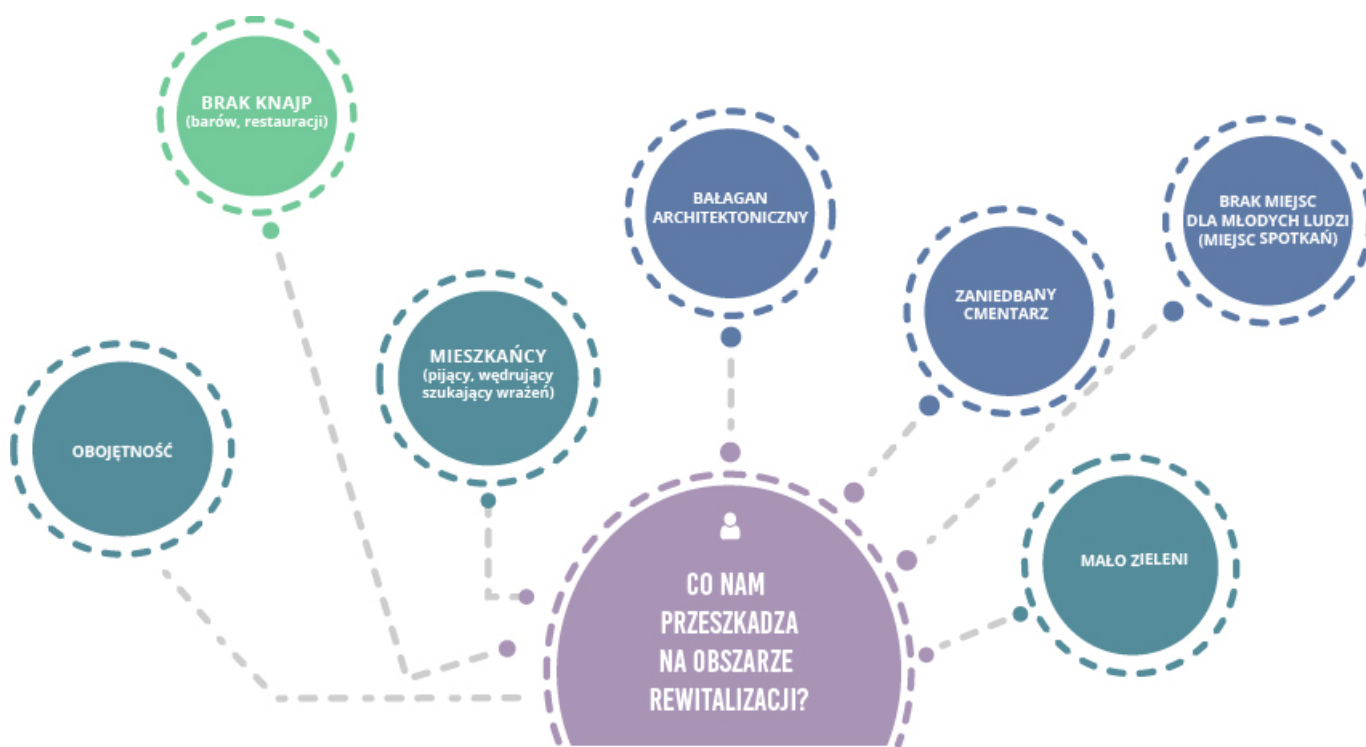 BRAK KNAJP
(barów, restauracji)
BAŁAGAN
ARCHITEKTONICZNY
BRAK MIEJSC
DLA MŁODYCH LUDZI
(MIEJSC SPOTKAŃ)
ZANIEDBANY
CMENTARZ
MIESZKAŃCY
(pijący, wędrujący
szukający wrażeń)
OBOJĘTNOŚĆ
MAŁO ZIELENI
CO NAM
PRZESZKADZA
NA OBSZARZE
REWITALIZACJI?